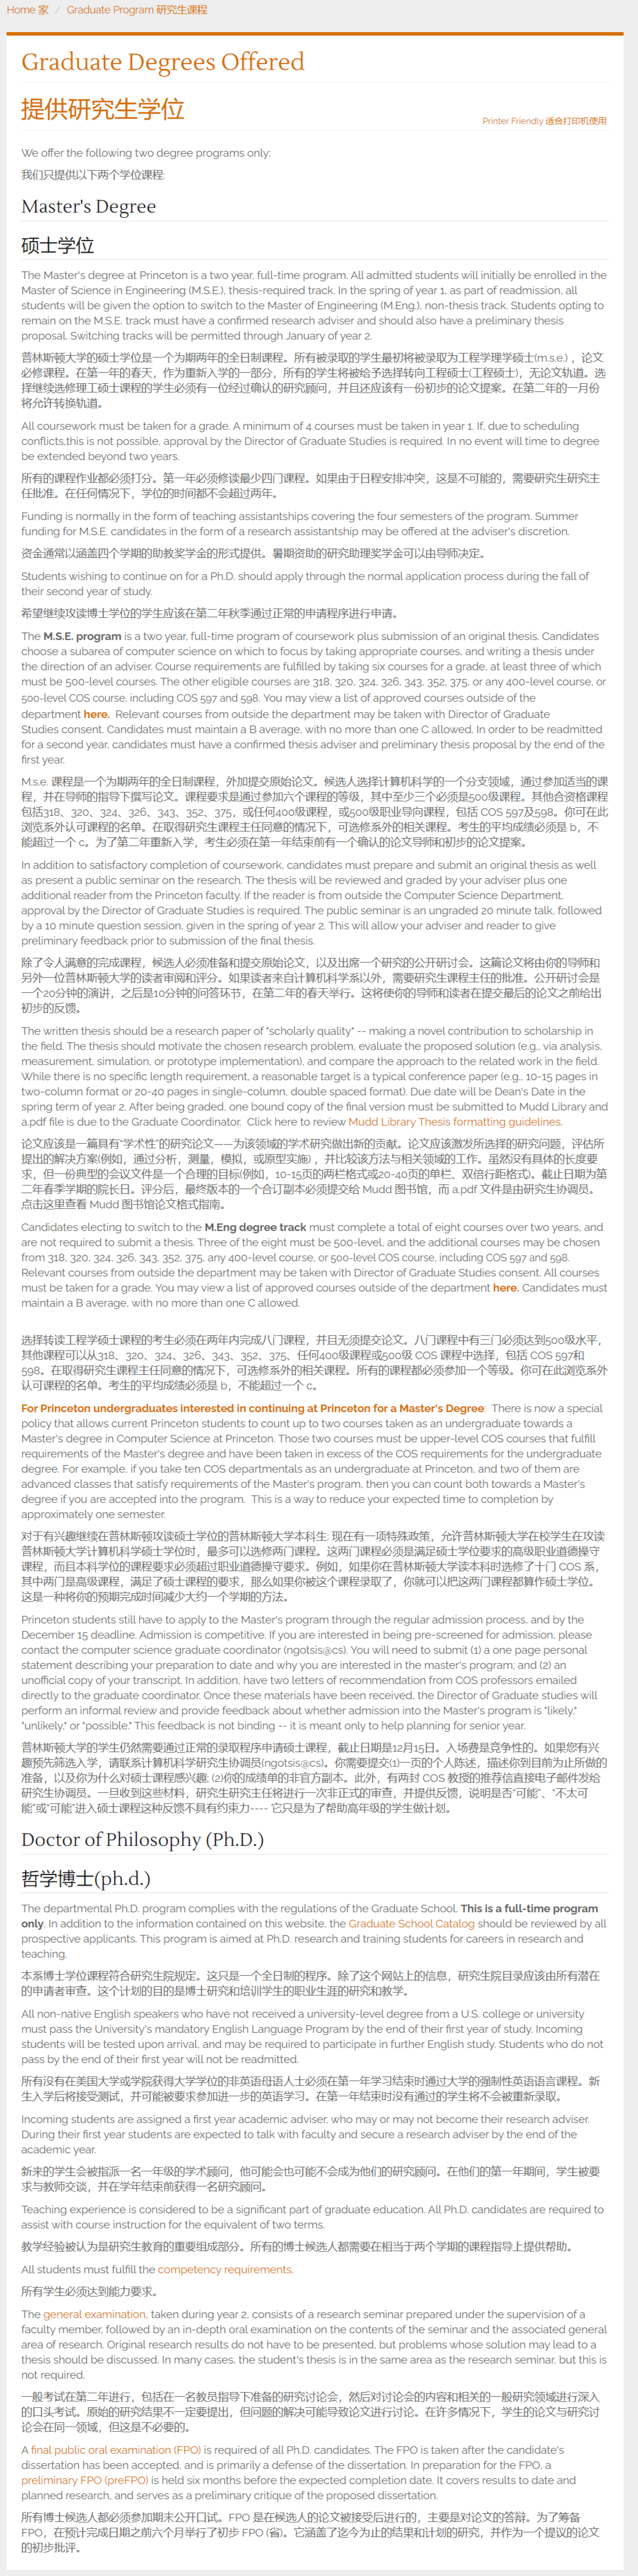 Home 家 / Graduate Program 研究生课程
Graduate Degrees Offered
提供研究生学位
Printer Friendly 适合打印机使用
We offer the following two degree programs only:
我们只提供以下两个学位课程:
Master's Degree
硕士学位
The Master's degree at Princeton is a two year, full-time program. All admitted students will initially be enrolled in the
Master of Science in Engineering (M.S.E.), thesis-required track. In the spring of year 1, as part of readmission, all
students will be given the option to switch to the Master of Engineering (M.Eng.), non-thesis track. Students opting to
remain on the M.S.E. track must have a confirmed research adviser and should also have a preliminary thesis
proposal. Switching tracks will be permitted through January of year 2.
普林斯顿大学的硕士学位是一个为期两年的全日制课程。所有被录取的学生最初将被录取为工程学理学硕士(m.s.e.) ，论文
必修课程。在第一年的春天，作为重新入学的一部分，所有的学生将被给予选择转向工程硕士(工程硕士)，无论文轨道。选
择继续选修理工硕士课程的学生必须有一位经过确认的研究顾问，并且还应该有一份初步的论文提案。在第二年的一月份
将允许转换轨道。
All coursework must be taken for a grade. A minimum of 4 courses must be taken in year 1. If, due to scheduling
conflicts,this is not possible, approval by the Director of Graduate Studies is required. In no event will time to degree
be extended beyond two years.
所有的课程作业都必须打分。第一年必须修读最少四门课程。如果由于日程安排冲突，这是不可能的，需要研究生研究主
任批准。在任何情况下，学位的时间都不会超过两年。
Funding is normally in the form of teaching assistantships covering the four semesters of the program. Summer
funding for M.S.E. candidates in the form of a research assistantship may be offered at the adviser's discretion.
资金通常以涵盖四个学期的助教奖学金的形式提供。暑期资助的研究助理奖学金可以由导师决定。
Students wishing to continue on for a Ph.D. should apply through the normal application process during the fall of
their second year of study.
希望继续攻读博士学位的学生应该在第二年秋季通过正常的申请程序进行申请。
The M.S.E. program is a two year, full-time program of coursework plus submission of an original thesis. Candidates
choose a subarea of computer science on which to focus by taking appropriate courses, and writing a thesis under
the direction of an adviser. Course requirements are fulfilled by taking six courses for a grade, at least three of which
must be 500-level courses. The other eligible courses are 318, 320, 324, 326, 343, 352, 375, or any 400-level course, or
500-level COS course, including COS 597 and 598. You may view a list of approved courses outside of the
department here.  Relevant courses from outside the department may be taken with Director of Graduate
Studies consent. Candidates must maintain a B average, with no more than one C allowed. In order to be readmitted
for a second year, candidates must have a confirmed thesis adviser and preliminary thesis proposal by the end of the
first year.
M.s.e. 课程是一个为期两年的全日制课程，外加提交原始论文。候选人选择计算机科学的一个分支领域，通过参加适当的课
程，并在导师的指导下撰写论文。课程要求是通过参加六个课程的等级，其中至少三个必须是500级课程。其他合资格课程
包括318、320、324、326、343、352、375，或任何400级课程，或500级职业导向课程，包括 COS 597及598。你可在此
浏览系外认可课程的名单。在取得研究生课程主任同意的情况下，可选修系外的相关课程。考生的平均成绩必须是 b，不
能超过一个 c。为了第二年重新入学，考生必须在第一年结束前有一个确认的论文导师和初步的论文提案。
In addition to satisfactory completion of coursework, candidates must prepare and submit an original thesis as well
as present a public seminar on the research. The thesis will be reviewed and graded by your adviser plus one
additional reader from the Princeton faculty. If the reader is from outside the Computer Science Department,
approval by the Director of Graduate Studies is required. The public seminar is an ungraded 20 minute talk, followed
by a 10 minute question session, given in the spring of year 2. This will allow your adviser and reader to give
preliminary feedback prior to submission of the final thesis.
除了令人满意的完成课程，候选人必须准备和提交原始论文，以及出席一个研究的公开研讨会。这篇论文将由你的导师和
另外一位普林斯顿大学的读者审阅和评分。如果读者来自计算机科学系以外，需要研究生课程主任的批准。公开研讨会是
一个20分钟的演讲，之后是10分钟的问答环节，在第二年的春天举行。这将使你的导师和读者在提交最后的论文之前给出
初步的反馈。
The written thesis should be a research paper of "scholarly quality" -- making a novel contribution to scholarship in
the field. The thesis should motivate the chosen research problem, evaluate the proposed solution (e.g., via analysis,
measurement, simulation, or prototype implementation), and compare the approach to the related work in the field.
While there is no specific length requirement, a reasonable target is a typical conference paper (e.g., 10-15 pages in
two-column format or 20-40 pages in single-column, double spaced format). Due date will be Dean's Date in the
spring term of year 2. After being graded, one bound copy of the final version must be submitted to Mudd Library and
a.pdf file is due to the Graduate Coordinator.  Click here to review Mudd Library Thesis formatting guidelines.
论文应该是一篇具有“学术性”的研究论文——为该领域的学术研究做出新的贡献。论文应该激发所选择的研究问题，评估所
提出的解决方案(例如，通过分析，测量，模拟，或原型实施) ，并比较该方法与相关领域的工作。虽然没有具体的长度要
求，但一份典型的会议文件是一个合理的目标(例如，10-15页的两栏格式或20-40页的单栏、双倍行距格式)。截止日期为第
二年春季学期的院长日。评分后，最终版本的一个合订副本必须提交给 Mudd 图书馆，而 a.pdf 文件是由研究生协调员。
点击这里查看 Mudd 图书馆论文格式指南。
Candidates electing to switch to the M.Eng degree track must complete a total of eight courses over two years, and
are not required to submit a thesis. Three of the eight must be 500-level, and the additional courses may be chosen
from 318, 320, 324, 326, 343, 352, 375, any 400-level course, or 500-level COS course, including COS 597 and 598.
Relevant courses from outside the department may be taken with Director of Graduate Studies consent. All courses
must be taken for a grade. You may view a list of approved courses outside of the department here. Candidates must
maintain a B average, with no more than one C allowed.
选择转读工程学硕士课程的考生必须在两年内完成八门课程，并且无须提交论文。八门课程中有三门必须达到500级水平，
其他课程可以从318、320、324、326、343、352、375、任何400级课程或500级 COS 课程中选择，包括 COS 597和
598。在取得研究生课程主任同意的情况下，可选修系外的相关课程。所有的课程都必须参加一个等级。你可在此浏览系外
认可课程的名单。考生的平均成绩必须是 b，不能超过一个 c。
For Princeton undergraduates interested in continuing at Princeton for a Master's Degree:  There is now a special
policy that allows current Princeton students to count up to two courses taken as an undergraduate towards a
Master's degree in Computer Science at Princeton. Those two courses must be upper-level COS courses that fulfill
requirements of the Master's degree and have been taken in excess of the COS requirements for the undergraduate
degree. For example, if you take ten COS departmentals as an undergraduate at Princeton, and two of them are
advanced classes that satisfy requirements of the Master's program, then you can count both towards a Master's
degree if you are accepted into the program.  This is a way to reduce your expected time to completion by
approximately one semester.
对于有兴趣继续在普林斯顿攻读硕士学位的普林斯顿大学本科生: 现在有一项特殊政策，允许普林斯顿大学在校学生在攻读
普林斯顿大学计算机科学硕士学位时，最多可以选修两门课程。这两门课程必须是满足硕士学位要求的高级职业道德操守
课程，而且本科学位的课程要求必须超过职业道德操守要求。例如，如果你在普林斯顿大学读本科时选修了十门 COS 系，
其中两门是高级课程，满足了硕士课程的要求，那么如果你被这个课程录取了，你就可以把这两门课程都算作硕士学位。
这是一种将你的预期完成时间减少大约一个学期的方法。
Princeton students still have to apply to the Master's program through the regular admission process, and by the
December 15 deadline. Admission is competitive. If you are interested in being pre-screened for admission, please
contact the computer science graduate coordinator (ngotsis@cs). You will need to submit (1) a one page personal
statement describing your preparation to date and why you are interested in the master's program; and (2) an
unofficial copy of your transcript. In addition, have two letters of recommendation from COS professors emailed
directly to the graduate coordinator. Once these materials have been received, the Director of Graduate studies will
perform an informal review and provide feedback about whether admission into the Master's program is "likely,"
"unlikely," or "possible." This feedback is not binding -- it is meant only to help planning for senior year.
普林斯顿大学的学生仍然需要通过正常的录取程序申请硕士课程，截止日期是12月15日。入场费是竞争性的。如果您有兴
趣预先筛选入学，请联系计算机科学研究生协调员(ngotsis@cs)。你需要提交(1)一页的个人陈述，描述你到目前为止所做的
准备，以及你为什么对硕士课程感兴趣; (2)你的成绩单的非官方副本。此外，有两封 COS 教授的推荐信直接电子邮件发给
研究生协调员。一旦收到这些材料，研究生研究主任将进行一次非正式的审查，并提供反馈，说明是否“可能”、“不太可
能”或“可能”进入硕士课程这种反馈不具有约束力---- 它只是为了帮助高年级的学生做计划。
Doctor of Philosophy (Ph.D.)
哲学博士(ph.d.)
The departmental Ph.D. program complies with the regulations of the Graduate School. This is a full-time program
only. In addition to the information contained on this website, the Graduate School Catalog should be reviewed by all
prospective applicants. This program is aimed at Ph.D. research and training students for careers in research and
teaching.
本系博士学位课程符合研究生院规定。这只是一个全日制的程序。除了这个网站上的信息，研究生院目录应该由所有潜在
的申请者审查。这个计划的目的是博士研究和培训学生的职业生涯的研究和教学。
All non-native English speakers who have not received a university-level degree from a U.S. college or university
must pass the University's mandatory English Language Program by the end of their first year of study. Incoming
students will be tested upon arrival, and may be required to participate in further English study. Students who do not
pass by the end of their first year will not be readmitted.
所有没有在美国大学或学院获得大学学位的非英语母语人士必须在第一年学习结束时通过大学的强制性英语语言课程。新
生入学后将接受测试，并可能被要求参加进一步的英语学习。在第一年结束时没有通过的学生将不会被重新录取。
Incoming students are assigned a first year academic adviser, who may or may not become their research adviser.
During their first year students are expected to talk with faculty and secure a research adviser by the end of the
academic year.
新来的学生会被指派一名一年级的学术顾问，他可能会也可能不会成为他们的研究顾问。在他们的第一年期间，学生被要
求与教师交谈，并在学年结束前获得一名研究顾问。
Teaching experience is considered to be a significant part of graduate education. All Ph.D. candidates are required to
assist with course instruction for the equivalent of two terms.
教学经验被认为是研究生教育的重要组成部分。所有的博士候选人都需要在相当于两个学期的课程指导上提供帮助。
All students must fulfill the competency requirements.
所有学生必须达到能力要求。
The general examination, taken during year 2, consists of a research seminar prepared under the supervision of a
faculty member, followed by an in-depth oral examination on the contents of the seminar and the associated general
area of research. Original research results do not have to be presented, but problems whose solution may lead to a
thesis should be discussed. In many cases, the student's thesis is in the same area as the research seminar, but this is
not required.
一般考试在第二年进行，包括在一名教员指导下准备的研究讨论会，然后对讨论会的内容和相关的一般研究领域进行深入
的口头考试。原始的研究结果不一定要提出，但问题的解决可能导致论文进行讨论。在许多情况下，学生的论文与研究讨
论会在同一领域，但这是不必要的。
A final public oral examination (FPO) is required of all Ph.D. candidates. The FPO is taken after the candidate's
dissertation has been accepted, and is primarily a defense of the dissertation. In preparation for the FPO, a
preliminary FPO (preFPO) is held six months before the expected completion date. It covers results to date and
planned research, and serves as a preliminary critique of the proposed dissertation.
所有博士候选人都必须参加期末公开口试。FPO 是在候选人的论文被接受后进行的，主要是对论文的答辩。为了筹备
FPO，在预计完成日期之前六个月举行了初步 FPO (省)。它涵盖了迄今为止的结果和计划的研究，并作为一个提议的论文
的初步批评。